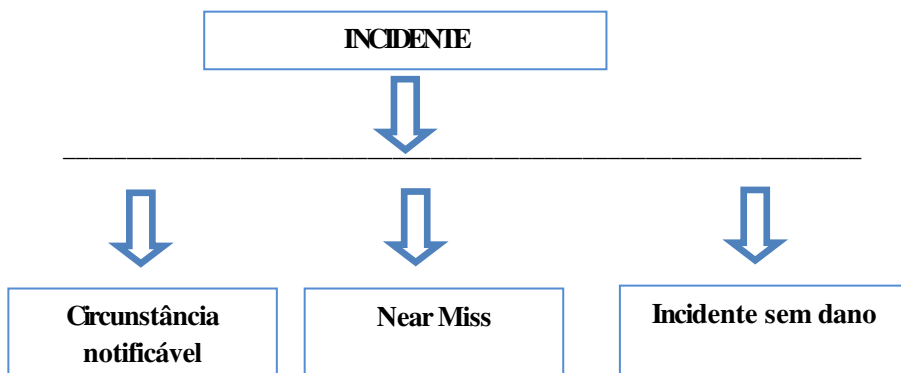 INCIDENTE
Circunstância
notificável
Near Miss
Incidente sem dano